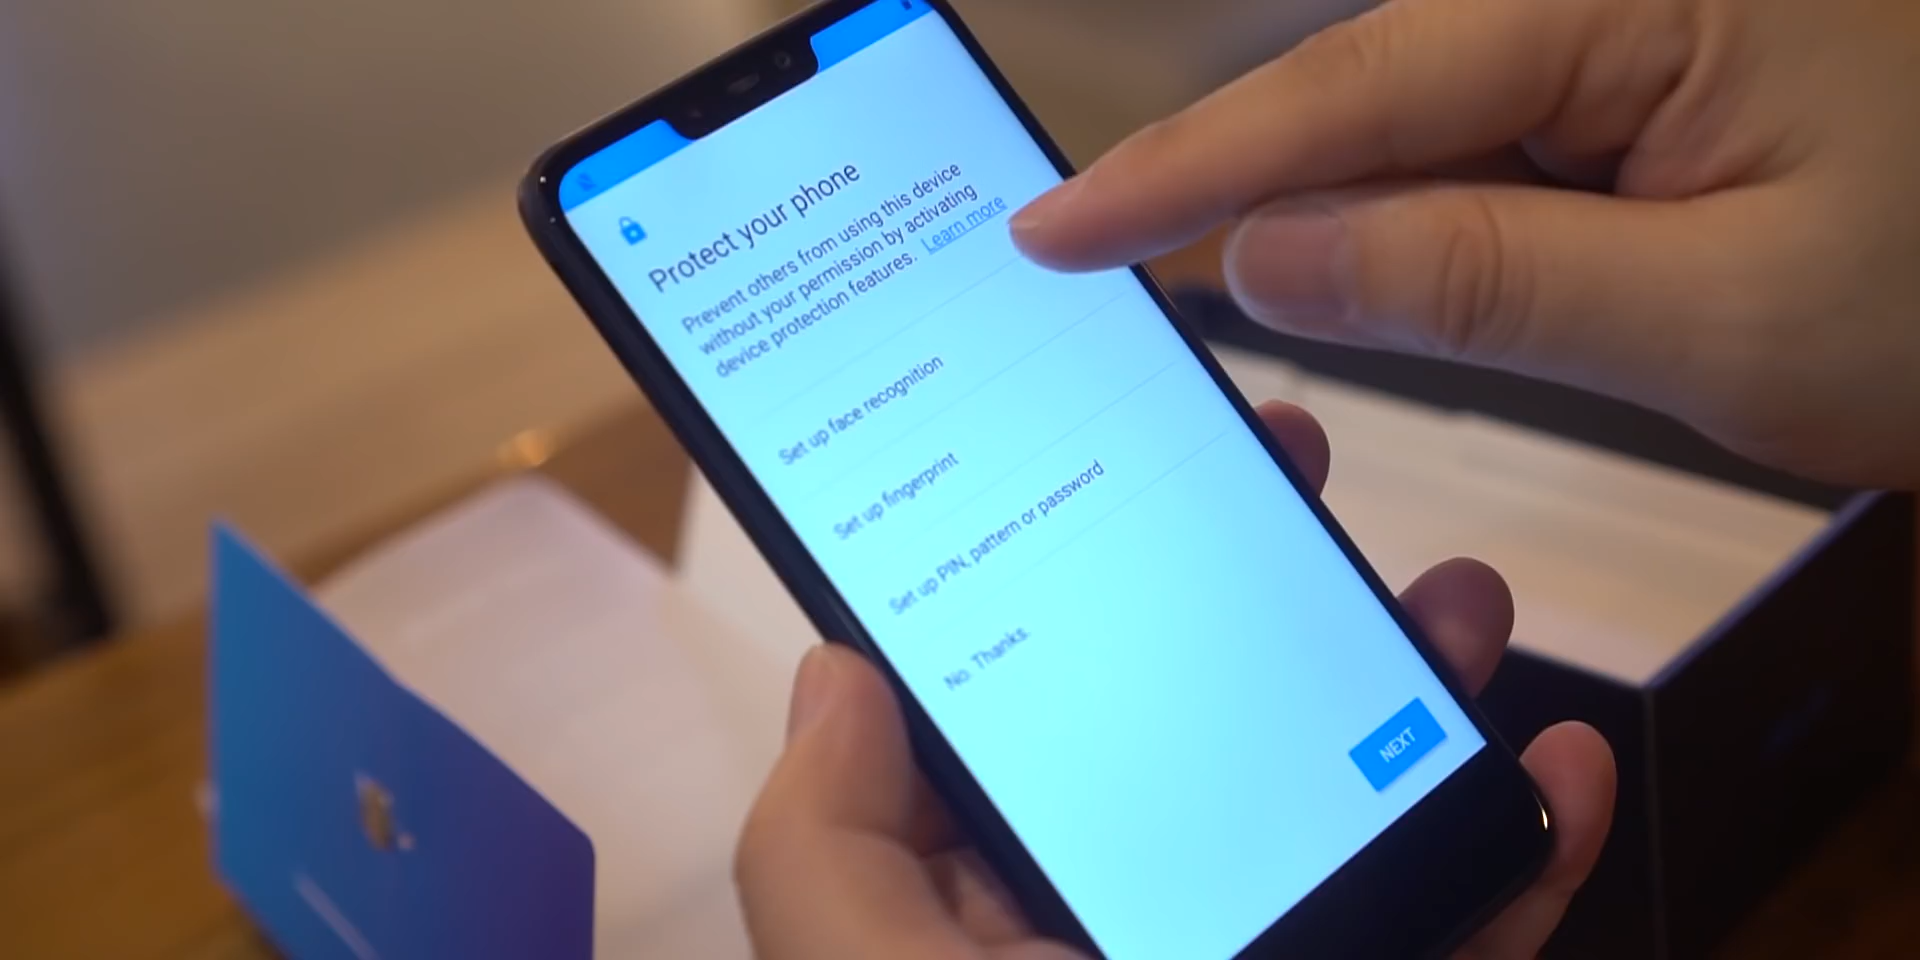 Protect your phone
Prevent others from using this device
without your permission by activating
device protection features. Learn more
Set up face recognition
Set up fingerprint
Set up PIN, pattern or password
No. Thanks.
NEXT